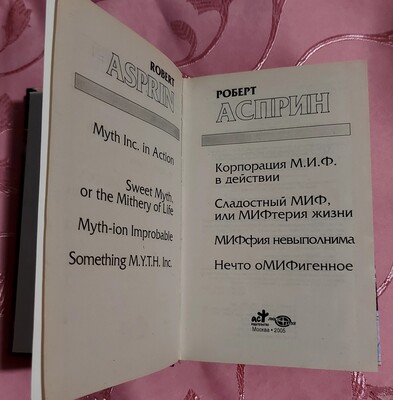 ROBERT
ASPRIN
Myth Inc. in Action
Sweet Myth,
or the Mithery of Life
Myth-ion Improbable
Something M.Y.T.H. Inc.
РОБЕРТ
АСПРИН
Корпорация М.И.Ф.
в действии
Сладостный МИФ,
или МИФтерия жизни
МИФфия невыполнима
Нечто оМИФигенное
АСТ
Москва • 2005